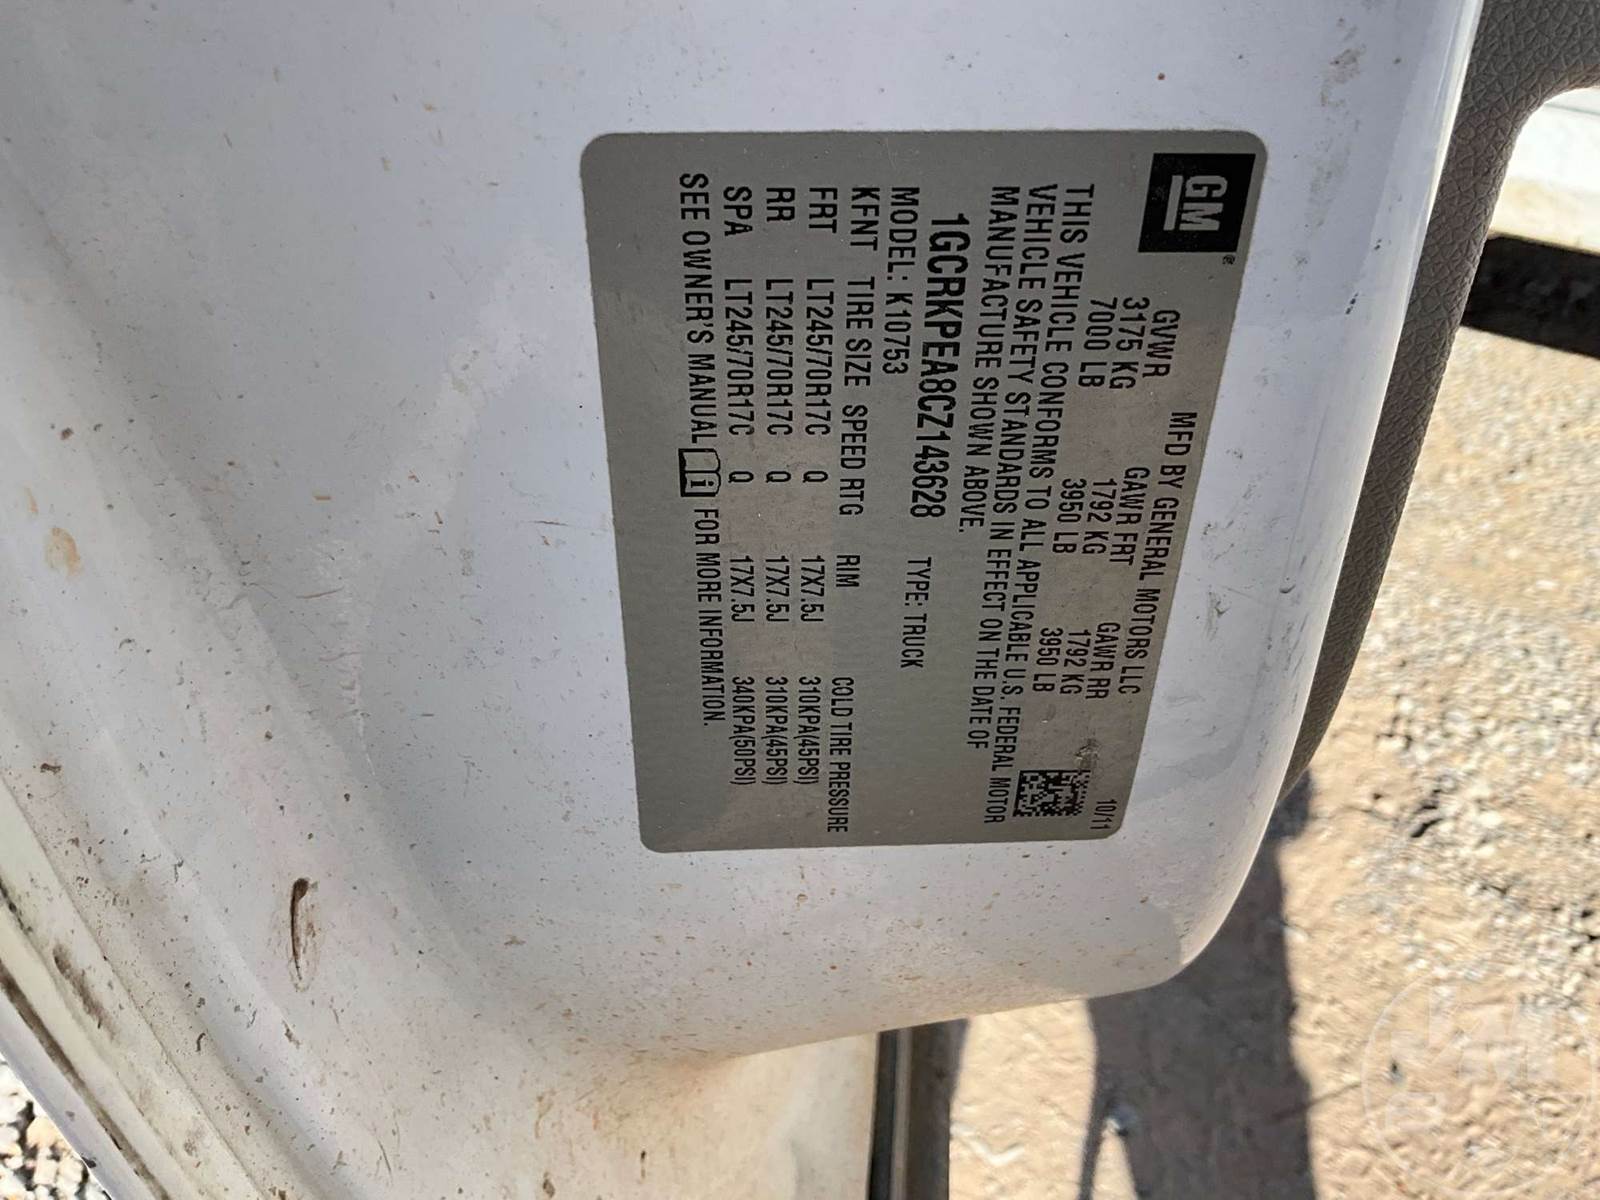 GM®
MFD BY GENERAL MOTORS LLC 10/11
GVWR GAWR FRT GAWR RR
3175 KG 1792 KG 1792 KG
7000 LB 3950 LB 3950 LB
THIS VEHICLE CONFORMS TO ALL APPLICABLE U.S. FEDERAL MOTOR
VEHICLE SAFETY STANDARDS IN EFFECT ON THE DATE OF
MANUFACTURE SHOWN ABOVE.
1GCRKPEA8CZ143628 TYPE: TRUCK
MODEL: K10753
KFNT TIRE SIZE SPEED RTG RIM COLD TIRE PRESSURE
FRT LT245/70R17C Q 17X7.5J 310KPA(45PSI)
RR LT245/70R17C Q 17X7.5J 310KPA(45PSI)
SPA LT245/70R17C Q 17X7.5J 340KPA(50PSI)
SEE OWNER'S MANUAL i FOR MORE INFORMATION.